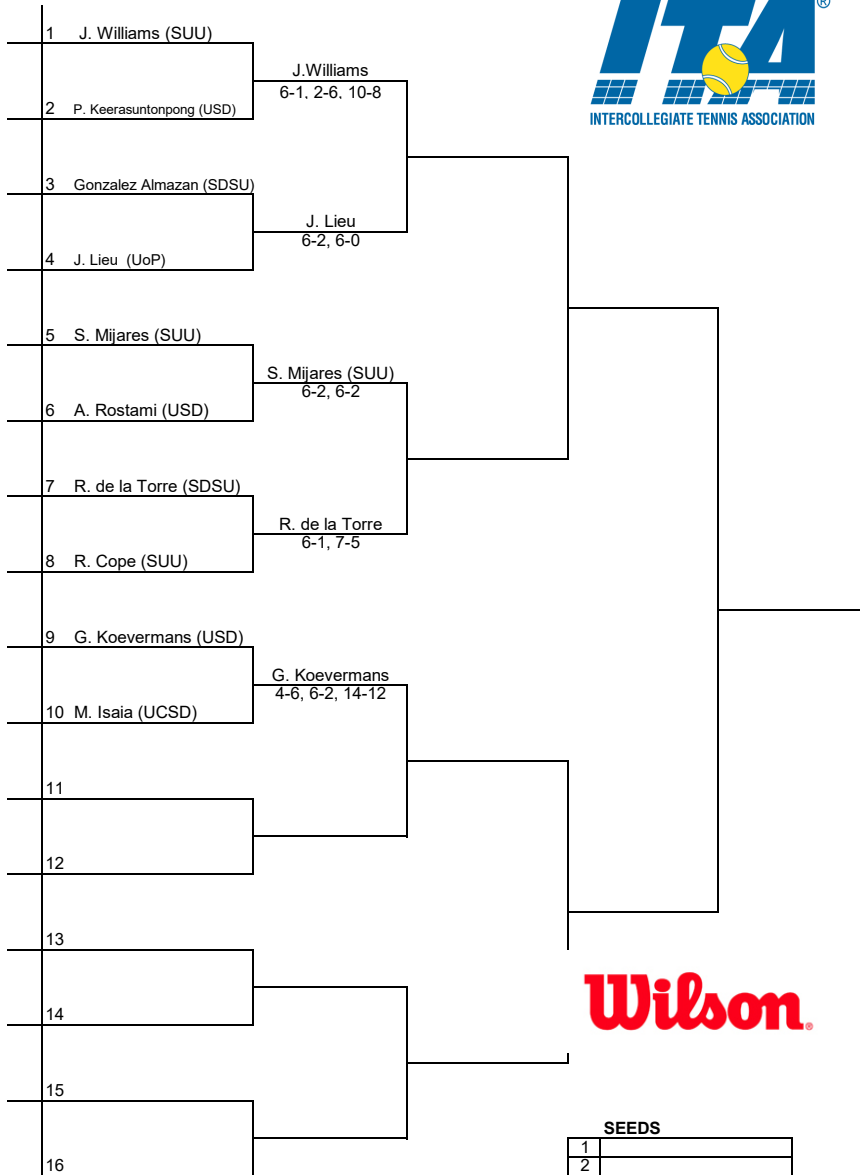 ITA
®
INTERCOLLEGIATE TENNIS ASSOCIATION
1 J. Williams (SUU)
J.Williams
6-1, 2-6, 10-8
2 P. Keerasuntonpong (USD)
3 Gonzalez Almazan (SDSU)
J. Lieu
6-2, 6-0
4 J. Lieu (UoP)
5 S. Mijares (SUU)
S. Mijares (SUU)
6-2, 6-2
6 A. Rostami (USD)
7 R. de la Torre (SDSU)
R. de la Torre
6-1, 7-5
8 R. Cope (SUU)
9 G. Koevermans (USD)
G. Koevermans
4-6, 6-2, 14-12
10 M. Isaia (UCSD)
11
12
13
14
Wilson®
15
16
SEEDS
1
2